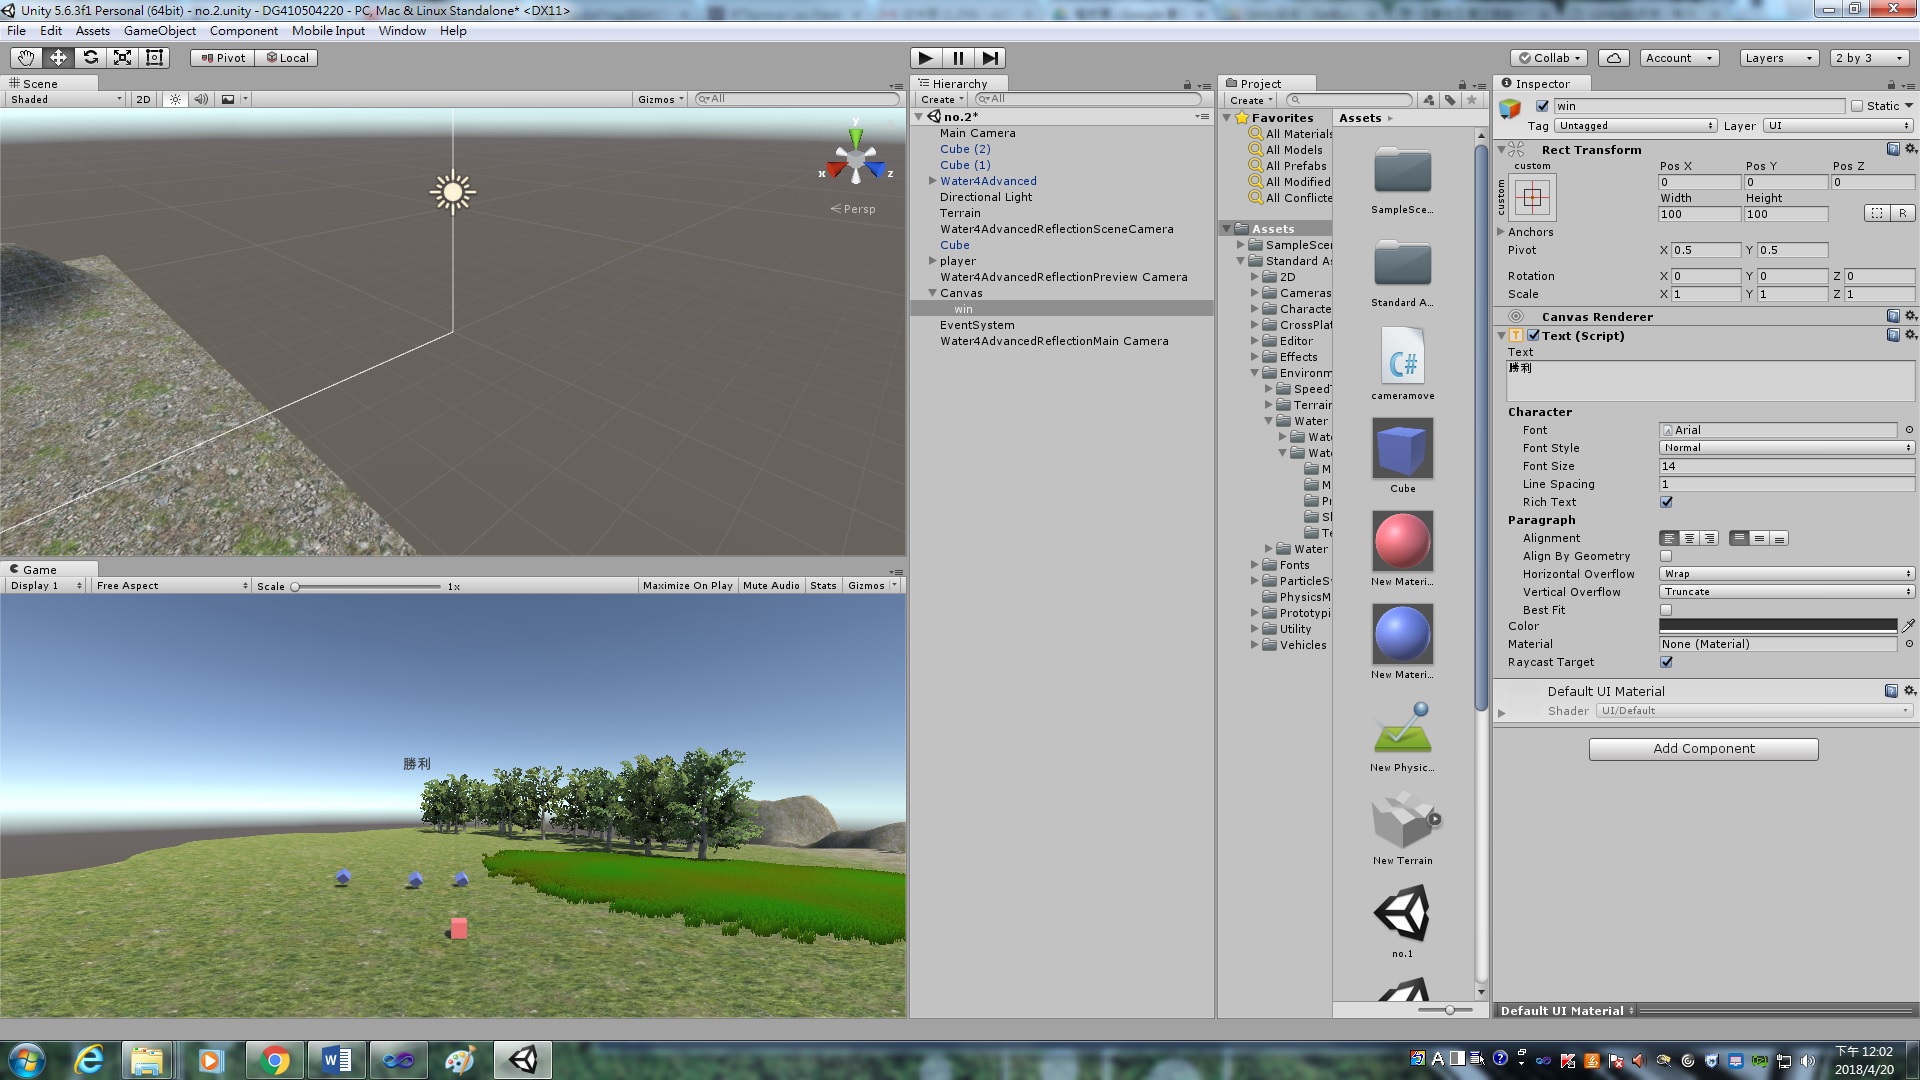 Unity 5.6.3f1 Personal (64bit) - no.2.unity - DG410504220 - PC, Mac & Linux Standalone* <DX11>
File Edit Assets GameObject Component Mobile Input Window Help
Pivot Local
Collab Account Layers 2 by 3
Scene
Shaded 2D Gizmos All
y
x z
Persp
Game
Display 1 Free Aspect Scale 1x Maximize On Play Mute Audio Stats Gizmos
勝利
Hierarchy
Create All
no.2*
Main Camera
Cube (2)
Cube (1)
Water4Advanced
Directional Light
Terrain
Water4AdvancedReflectionSceneCamera
Cube
player
Water4AdvancedReflectionPreview Camera
Canvas
win
EventSystem
Water4AdvancedReflectionMain Camera
Project
Create
Favorites
All Materials
All Models
All Prefabs
All Modified
All Conflicte
Assets
SampleScen
Standard As
2D
Cameras
Characte
CrossPlat
Editor
Effects
Environm
SpeedT
Terrain
Water
Wate
Wate
M
M
Pr
Sh
Te
Water
Fonts
ParticleSy
PhysicsM
Prototypi
Utility
Vehicles
Assets
SampleSce...
Standard A...
C#
cameramove
Cube
New Materi...
New Materi...
New Physic...
New Terrain
no.1
Inspector
win Static
Tag Untagged Layer UI
Rect Transform
custom
custom
Pos X Pos Y Pos Z
0 0 0
Width Height
100 100
R
Anchors
Pivot X 0.5 Y 0.5
Rotation X 0 Y 0 Z 0
Scale X 1 Y 1 Z 1
Canvas Renderer
T Text (Script)
Text
勝利
Character
Font Arial
Font Style Normal
Font Size 14
Line Spacing 1
Rich Text
Paragraph
Alignment
Align By Geometry
Horizontal Overflow Wrap
Vertical Overflow Truncate
Best Fit
Color
Material None (Material)
Raycast Target
Default UI Material
Shader UI/Default
Add Component
Default UI Material
A
下午 12:02
2018/4/20